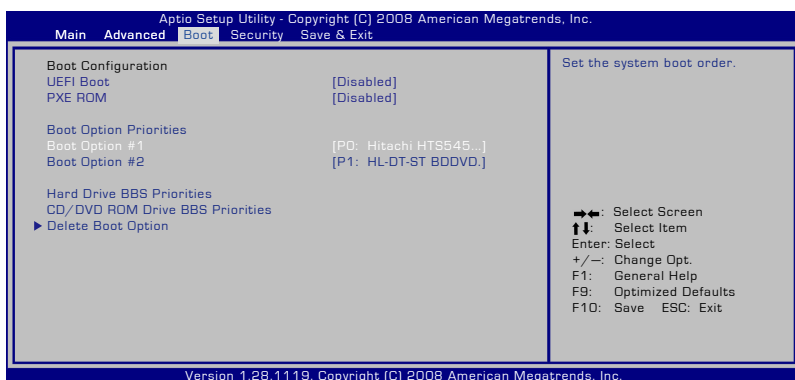 Aptio Setup Utility - Copyright (C) 2008 American Megatrends, Inc.
Main Advanced Boot Security Save & Exit
Boot Configuration
UEFI Boot [Disabled]
PXE ROM [Disabled]
Boot Option Priorities
Boot Option #1 [P0: Hitachi HTS545...]
Boot Option #2 [P1: HL-DT-ST BDDVD.]
Hard Drive BBS Priorities
CD/DVD ROM Drive BBS Priorities
Delete Boot Option
Set the system boot order.
→←: Select Screen
↑↓: Select Item
Enter: Select
+/—: Change Opt.
F1: General Help
F9: Optimized Defaults
F10: Save ESC: Exit
Version 1.28.1119. Copyright (C) 2008 American Megatrends, Inc.